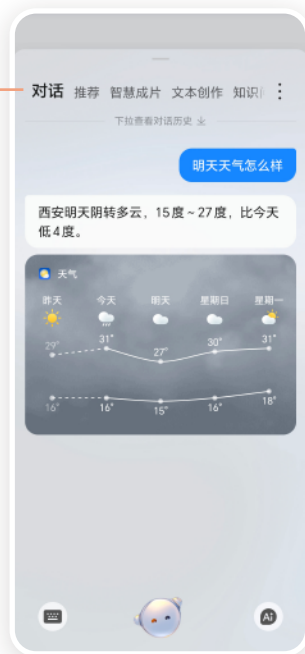 对话 推荐 智慧成片 文本创作 知识
下拉查看对话历史
明天天气怎么样
西安明天阴转多云，15度~27度，比今天
低4度。
天气
昨天 今天 明天 星期日 星期一
29° 31° 27° 30° 31°
16° 16° 15° 16° 18°
Ai